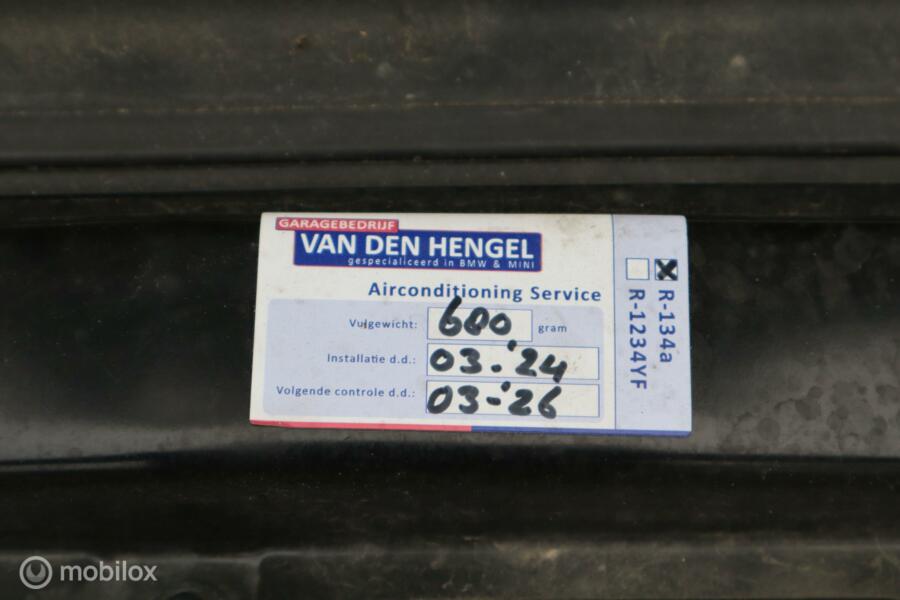 GARAGEBEDRIJF
VAN DEN HENGEL
gespecialiseerd in BMW & MINI
Airconditioning Service
Vulgewicht: 600 gram
Installatie d.d.: 03-'24
Volgende controle d.d.: 03-'26
R-134a
R-1234YF
mobilox